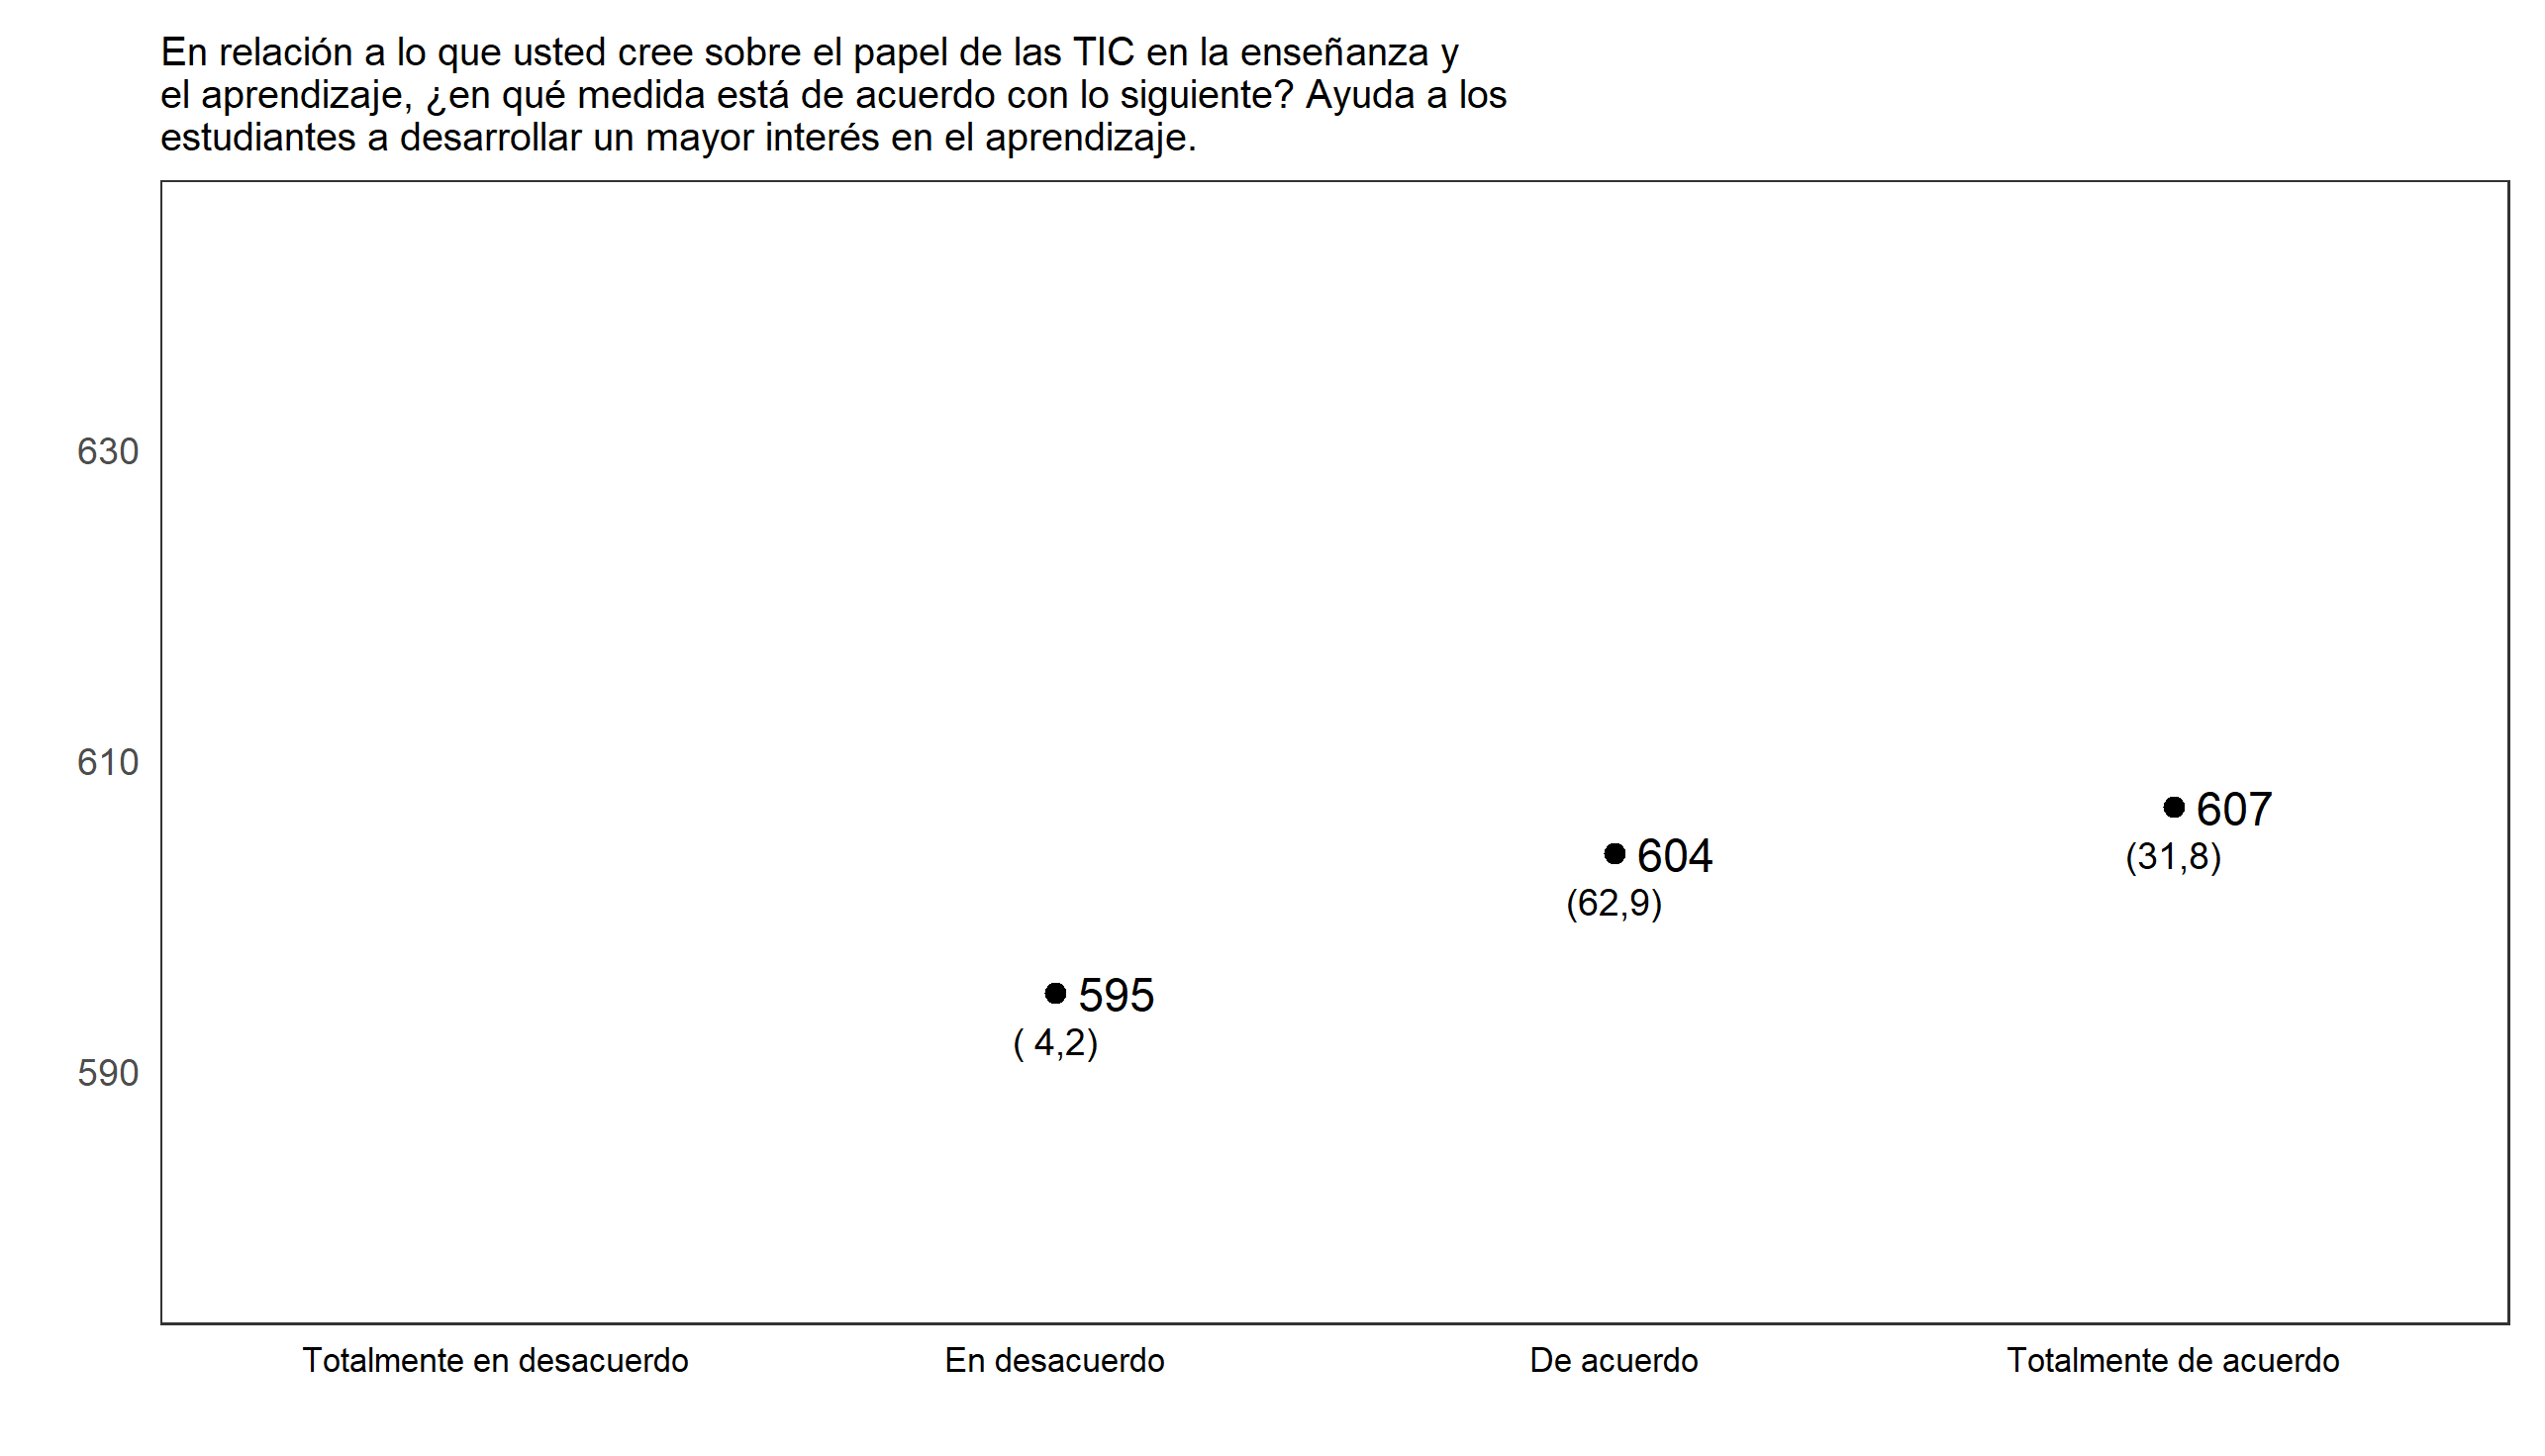 En relación a lo que usted cree sobre el papel de las TIC en la enseñanza y
el aprendizaje, ¿en qué medida está de acuerdo con lo siguiente? Ayuda a los
estudiantes a desarrollar un mayor interés en el aprendizaje.
630
610
590
607
(31,8)
604
(62,9)
595
( 4,2)
Totalmente en desacuerdo
En desacuerdo
De acuerdo
Totalmente de acuerdo